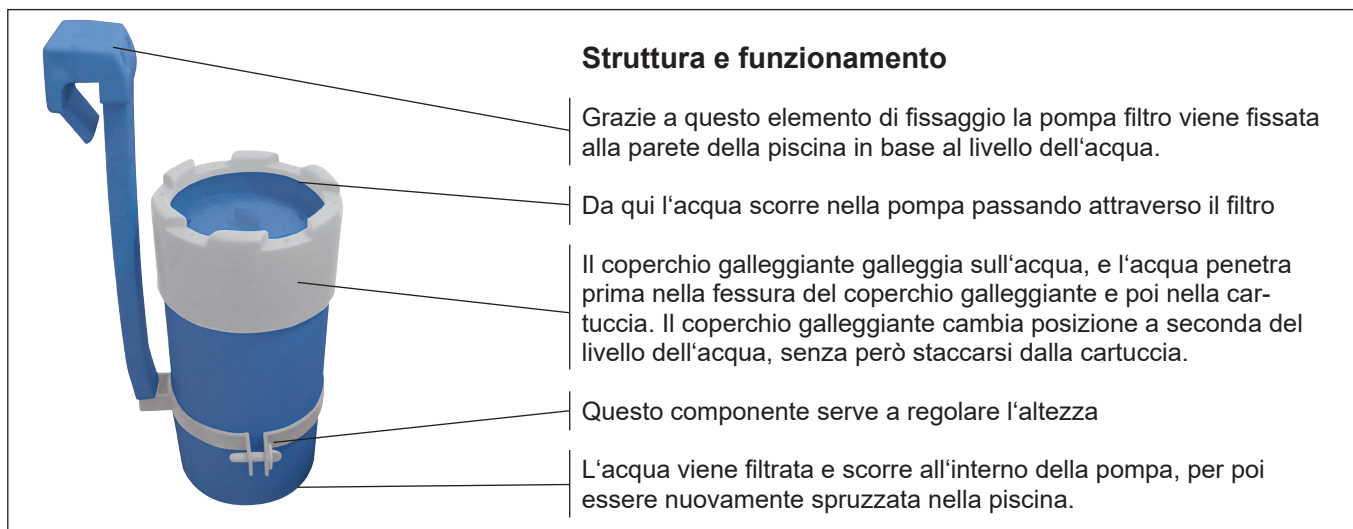 Struttura e funzionamento
Grazie a questo elemento di fissaggio la pompa filtro viene fissata
alla parete della piscina in base al livello dell‘acqua.
Da qui l‘acqua scorre nella pompa passando attraverso il filtro
Il coperchio galleggiante galleggia sull‘acqua, e l‘acqua penetra
prima nella fessura del coperchio galleggiante e poi nella car-
tuccia. Il coperchio galleggiante cambia posizione a seconda del
livello dell‘acqua, senza però staccarsi dalla cartuccia.
Questo componente serve a regolare l‘altezza
L‘acqua viene filtrata e scorre all‘interno della pompa, per poi
essere nuovamente spruzzata nella piscina.